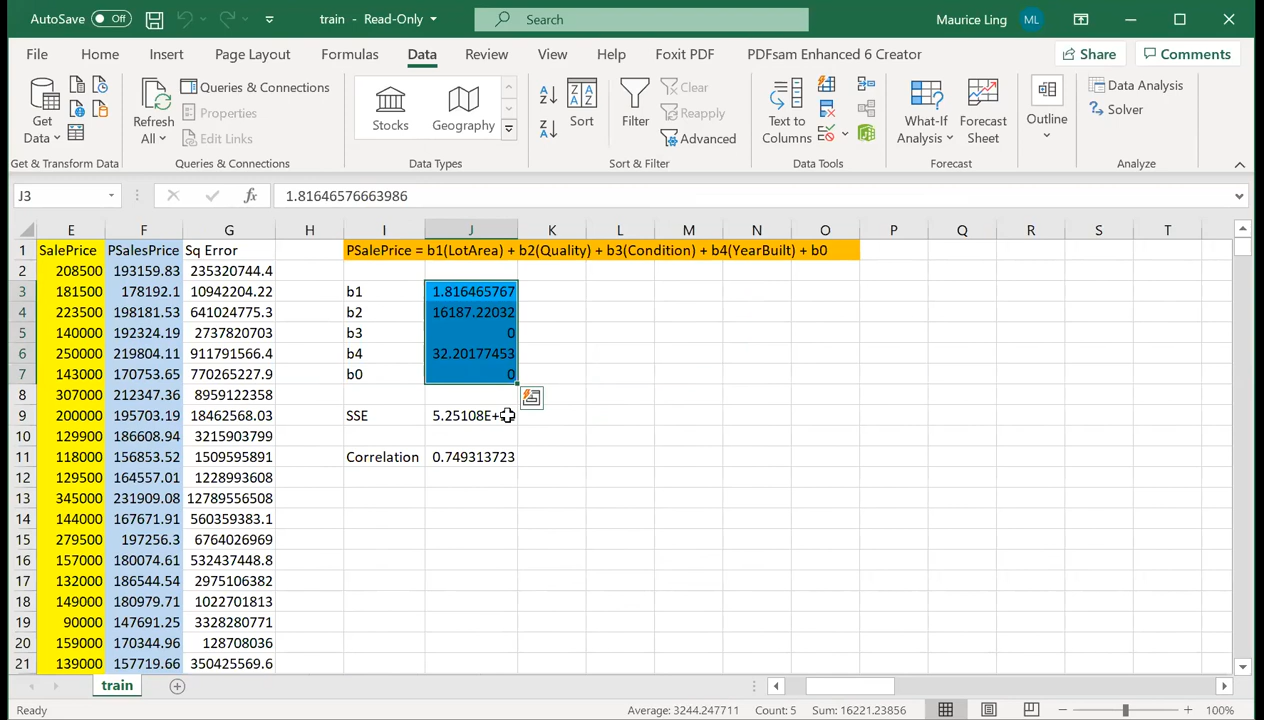 AutoSave Off train - Read-Only Search Maurice Ling ML
File Home Insert Page Layout Formulas Data Review View Help Foxit PDF PDFsam Enhanced 6 Creator Share Comments
Get Data Refresh All Queries & Connections Properties Edit Links Stocks Geography Sort Filter Clear Reapply Advanced Text to Columns What-If Analysis Forecast Sheet Outline Data Analysis Solver
Get & Transform Data Queries & Connections Data Types Sort & Filter Data Tools Forecast Analyze
J3 fx 1.81646576663986
E F G H I J K L M N O P Q R S T
1 SalePrice PSalesPrice Sq Error PSalePrice = b1(LotArea) + b2(Quality) + b3(Condition) + b4(YearBuilt) + b0
2 208500 193159.83 235320744.4
3 181500 178192.1 10942204.22 b1 1.816465767
4 223500 198181.53 641024775.3 b2 16187.22032
5 140000 192324.19 2737820703 b3 0
6 250000 219804.11 911791566.4 b4 32.20177453
7 143000 170753.65 770265227.9 b0 0
8 307000 212347.36 8959122358
9 200000 195703.19 18462568.03 SSE 5.25108E+
10 129900 186608.94 3215903799
11 118000 156853.52 1509595891 Correlation 0.749313723
12 129500 164557.01 1228993608
13 345000 231909.08 12789556508
14 144000 167671.91 560359383.1
15 279500 197256.3 6764026969
16 157000 180074.61 532437448.8
17 132000 186544.54 2975106382
18 149000 180979.71 1022701813
19 90000 147691.25 3328280771
20 159000 170344.96 128708036
21 139000 157719.66 350425569.6
train
Ready Average: 3244.247711 Count: 5 Sum: 16221.23856 100%